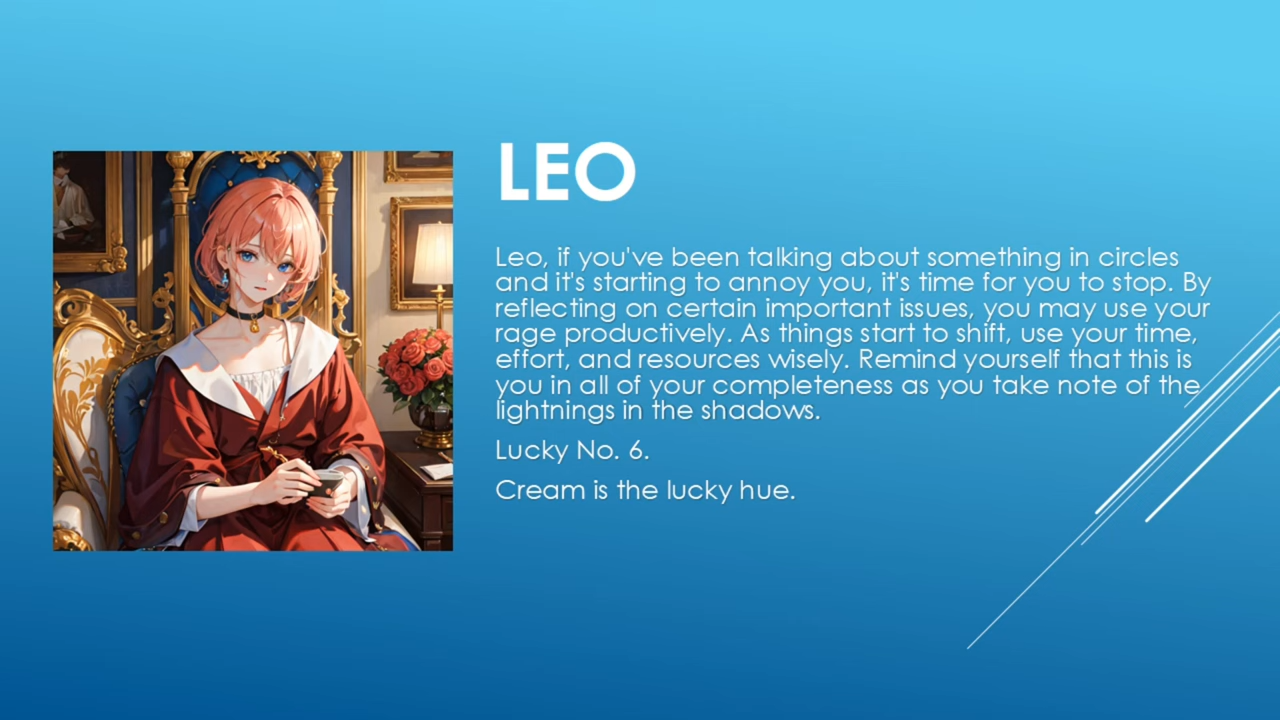 LEO
Leo, if you've been talking about something in circles
and it's starting to annoy you, it's time for you to stop. By
reflecting on certain important issues, you may use your
rage productively. As things start to shift, use your time,
effort, and resources wisely. Remind yourself that this is
you in all of your completeness as you take note of the
lightnings in the shadows.
Lucky No. 6.
Cream is the lucky hue.